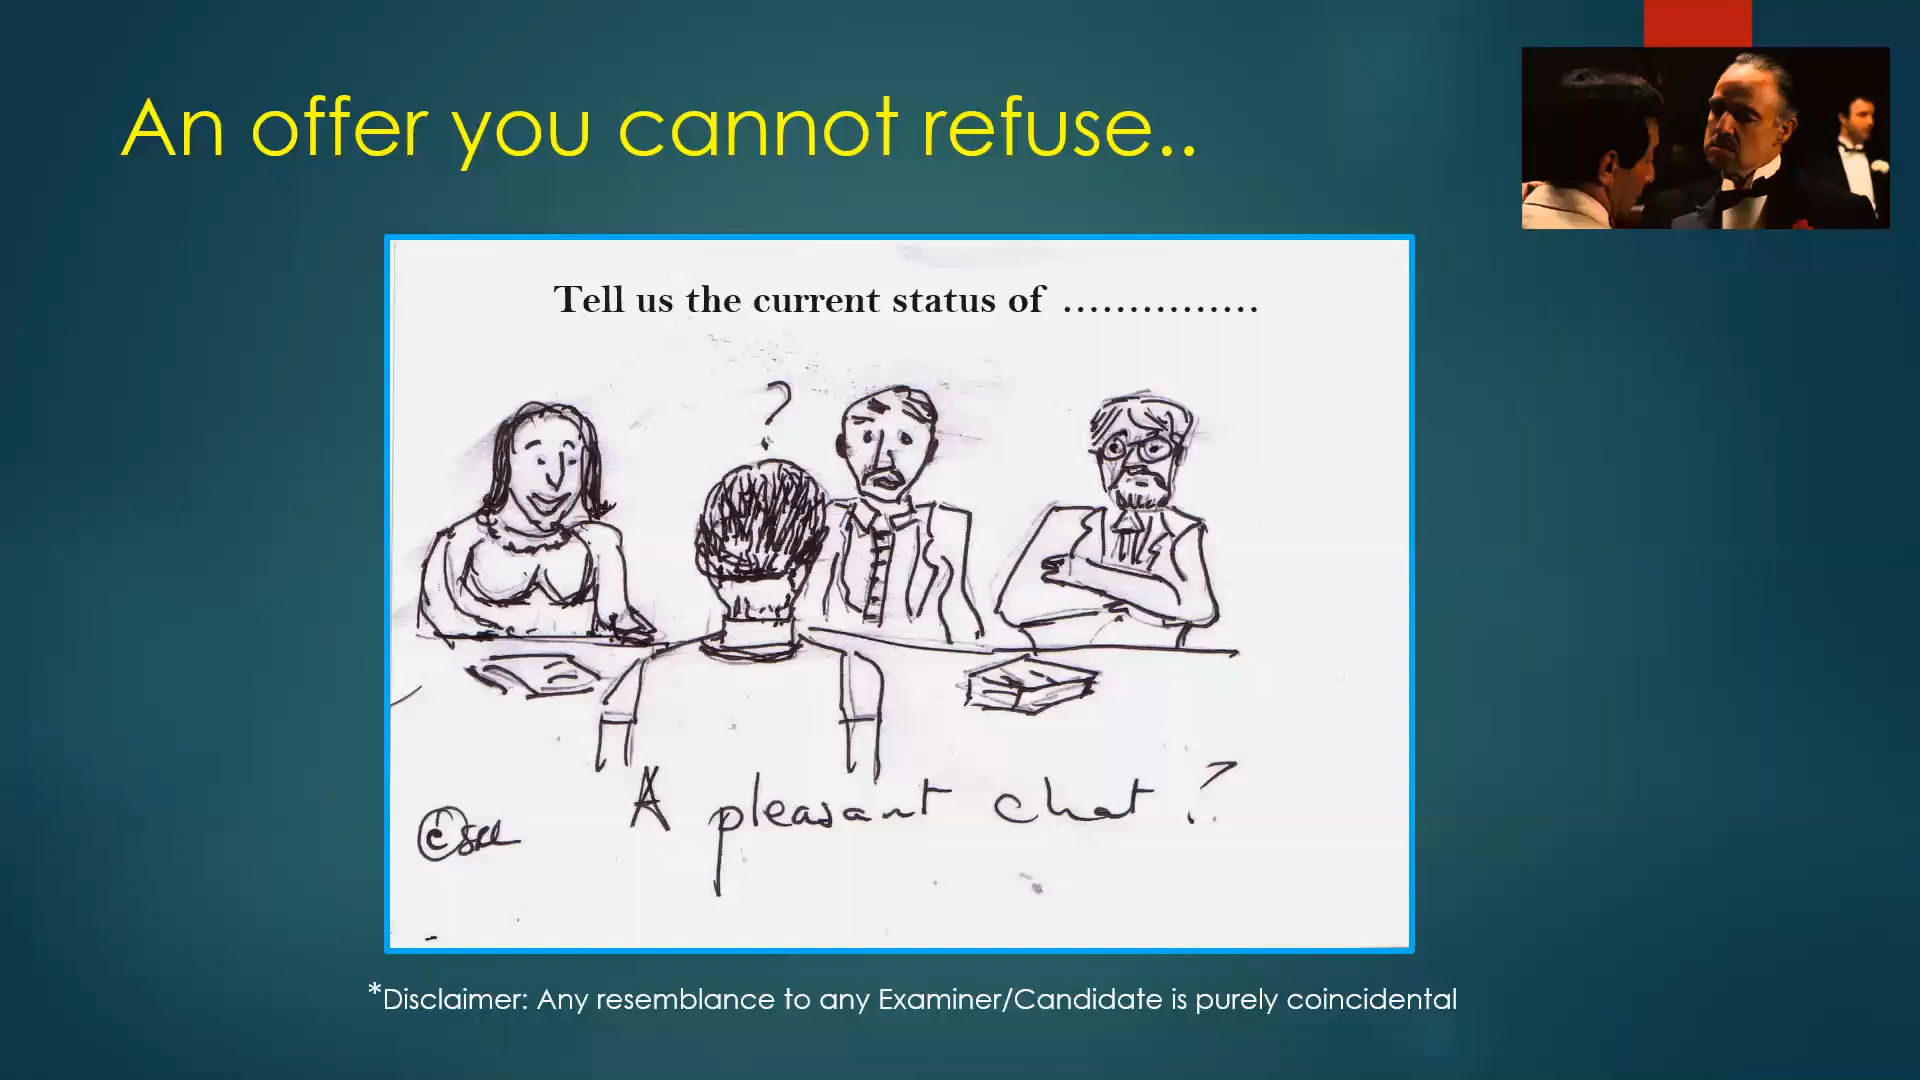 An offer you cannot refuse..
Tell us the current status of ...............
?
A pleasant chat ?
©
*Disclaimer: Any resemblance to any Examiner/Candidate is purely coincidental